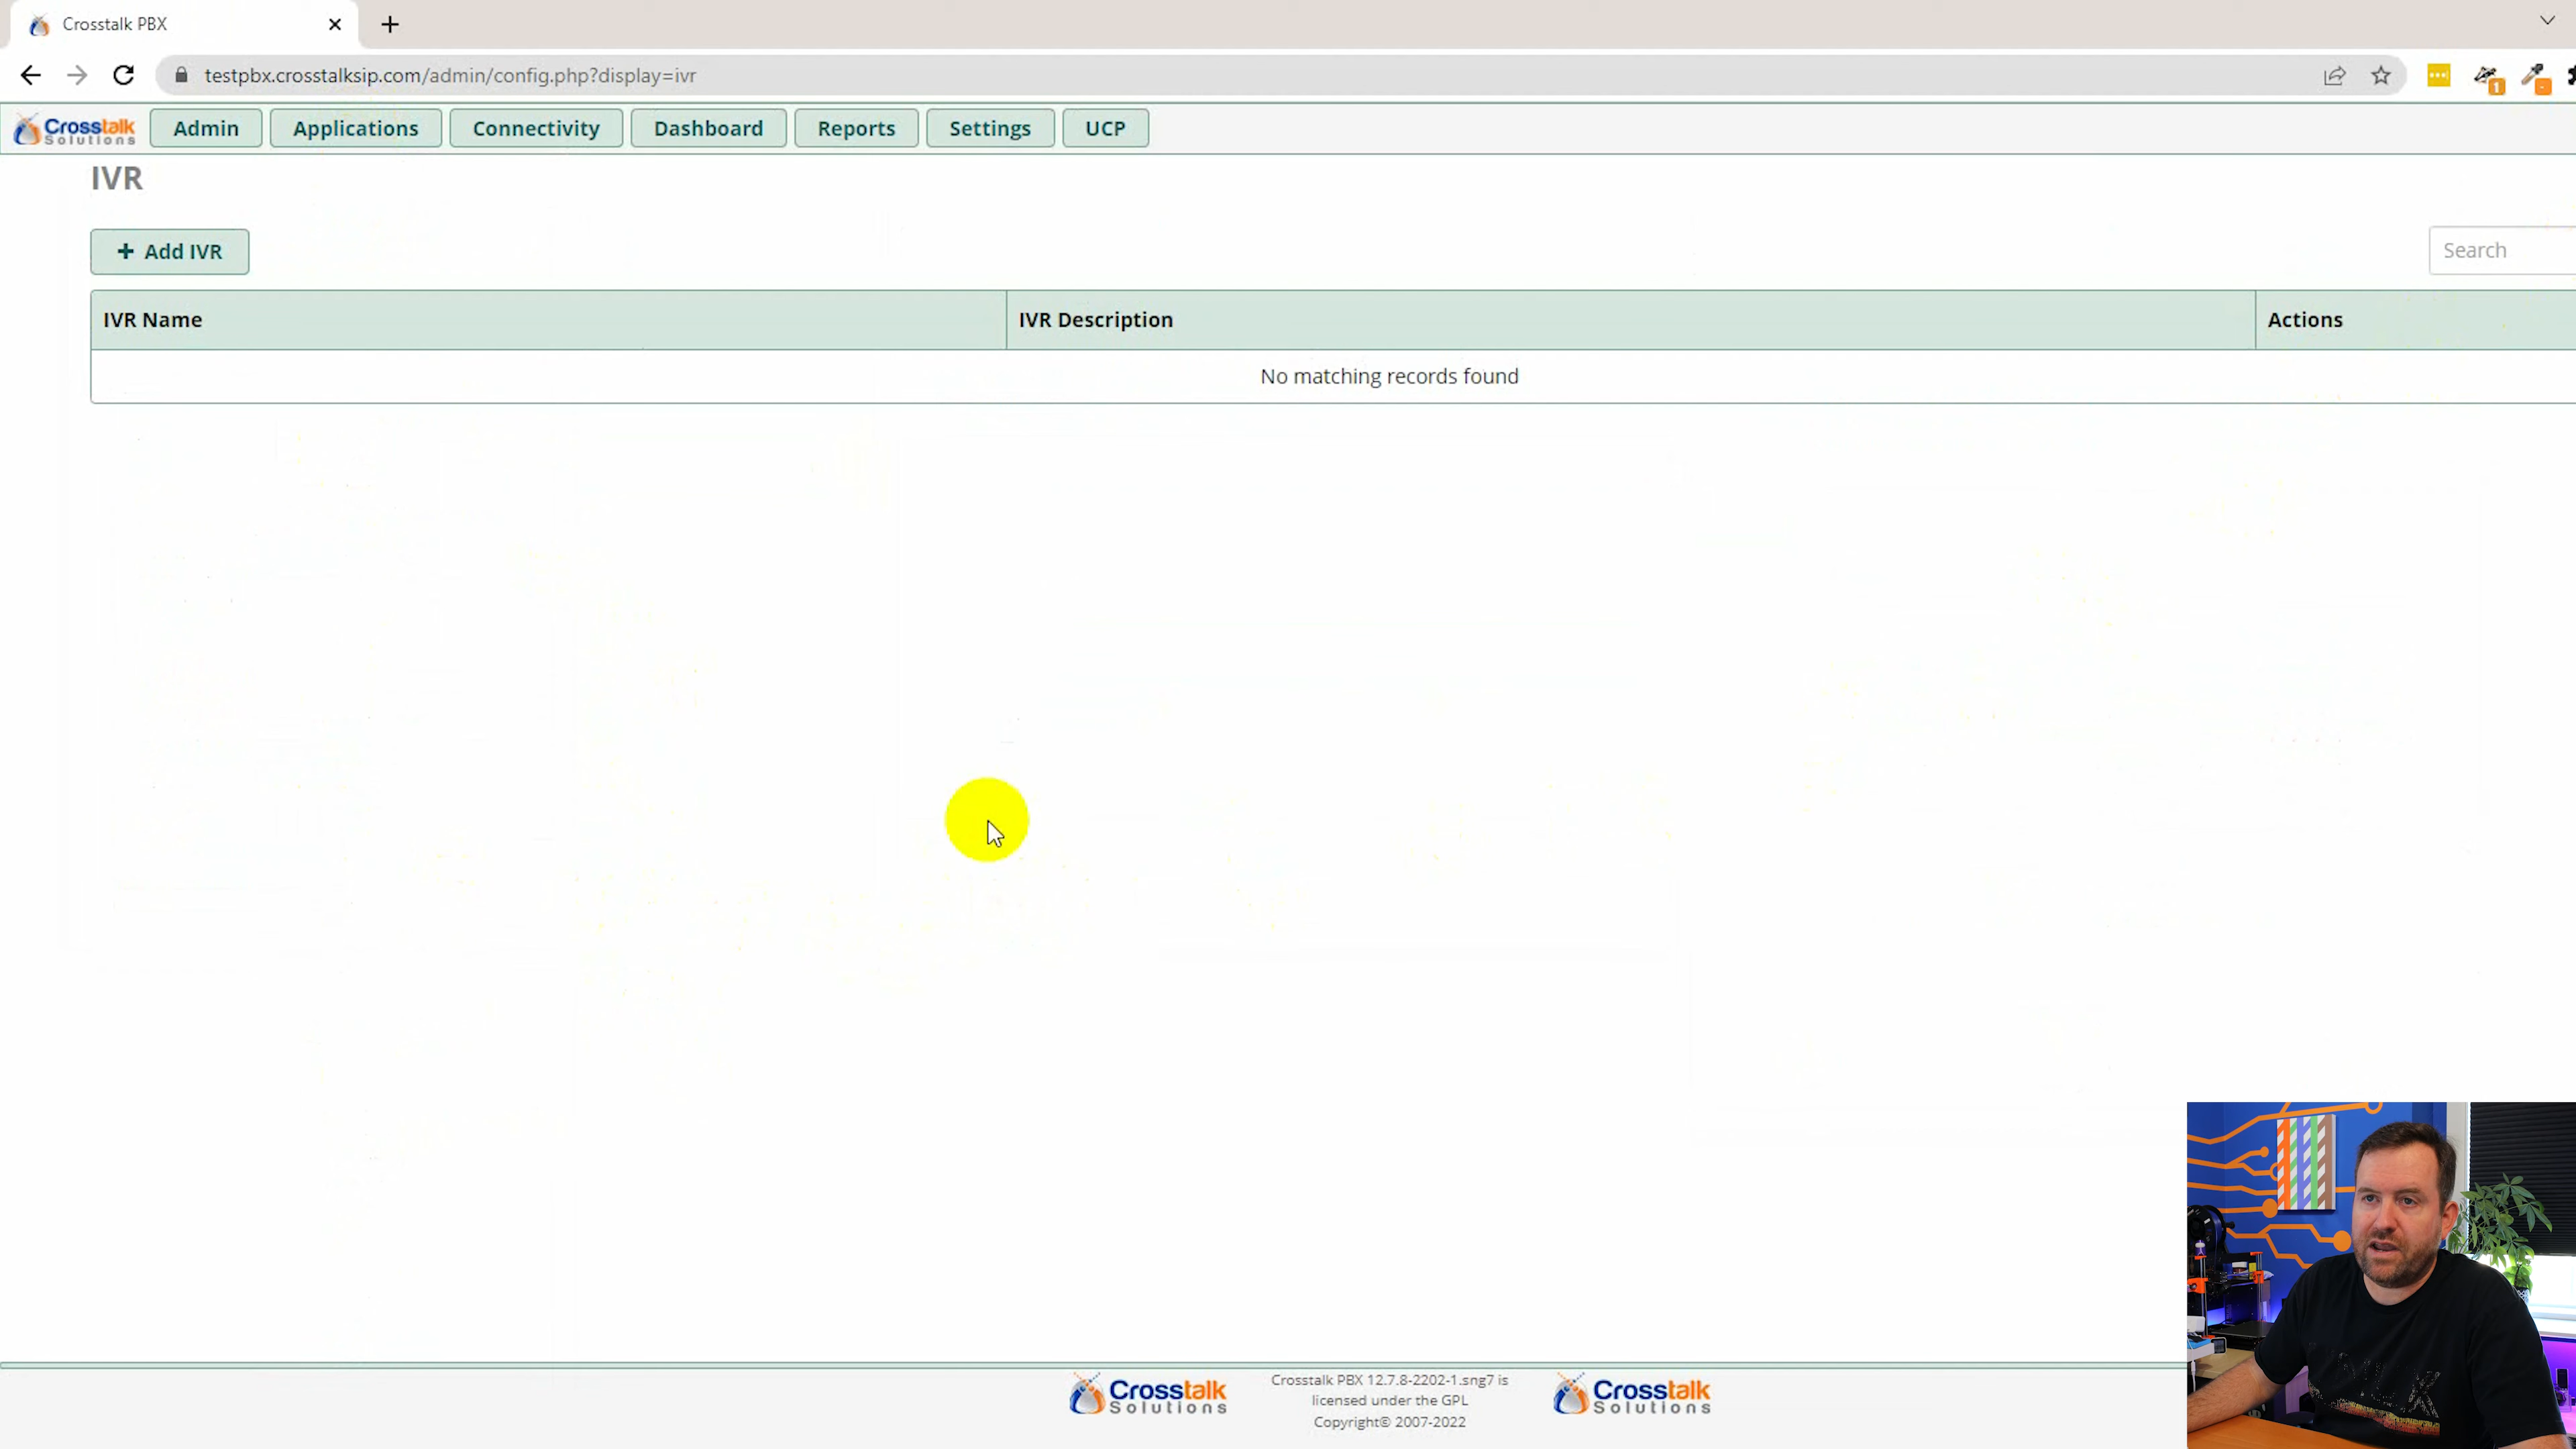 Crosstalk PBX
testpbx.crosstalksip.com/admin/config.php?display=ivr
1
Crosstalk Solutions
Admin
Applications
Connectivity
Dashboard
Reports
Settings
UCP
IVR
+ Add IVR
Search
IVR Name
IVR Description
Actions
No matching records found
Crosstalk Solutions
Crosstalk PBX 12.7.8-2202-1.sng7 is
licensed under the GPL
Copyright© 2007-2022
Crosstalk Solutions